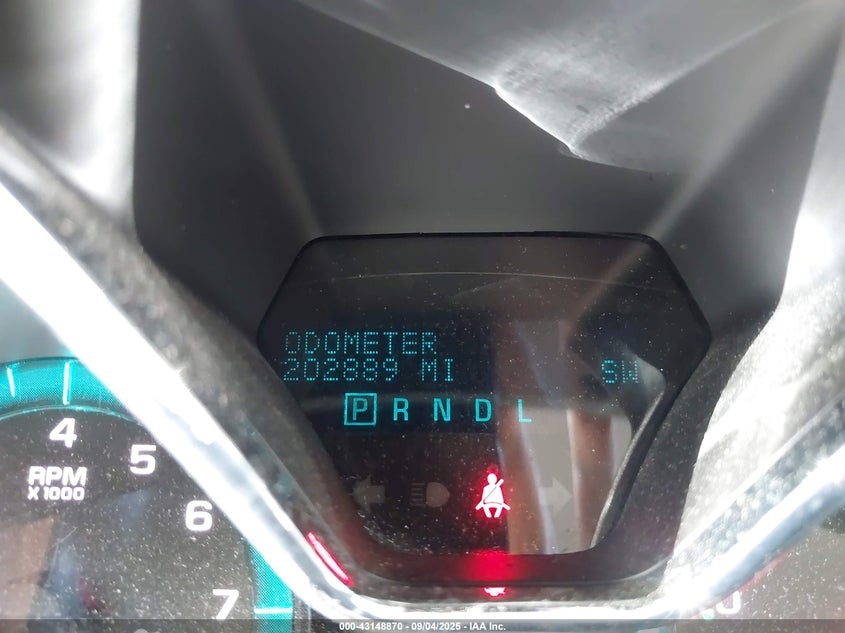 ODOMETER
202889 MI SW
P R N D L
4
5
RPM
X 1000
6
7
000-43148870 - 09/04/2025 - IAA Inc.